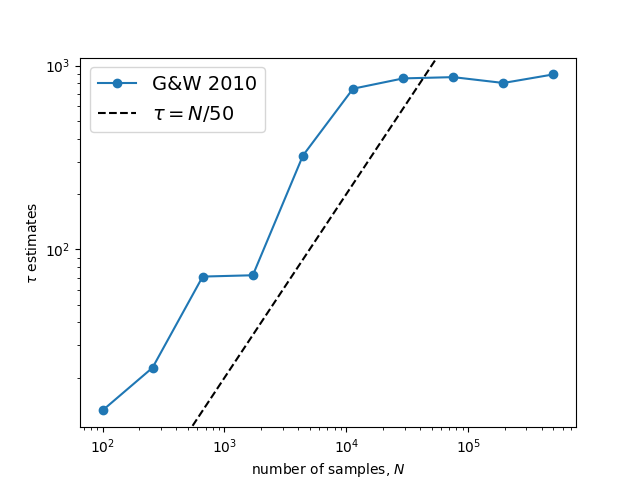 G&W 2010
τ = N/50
10³
10²
τ estimates
10²
10³
10⁴
10⁵
number of samples, N